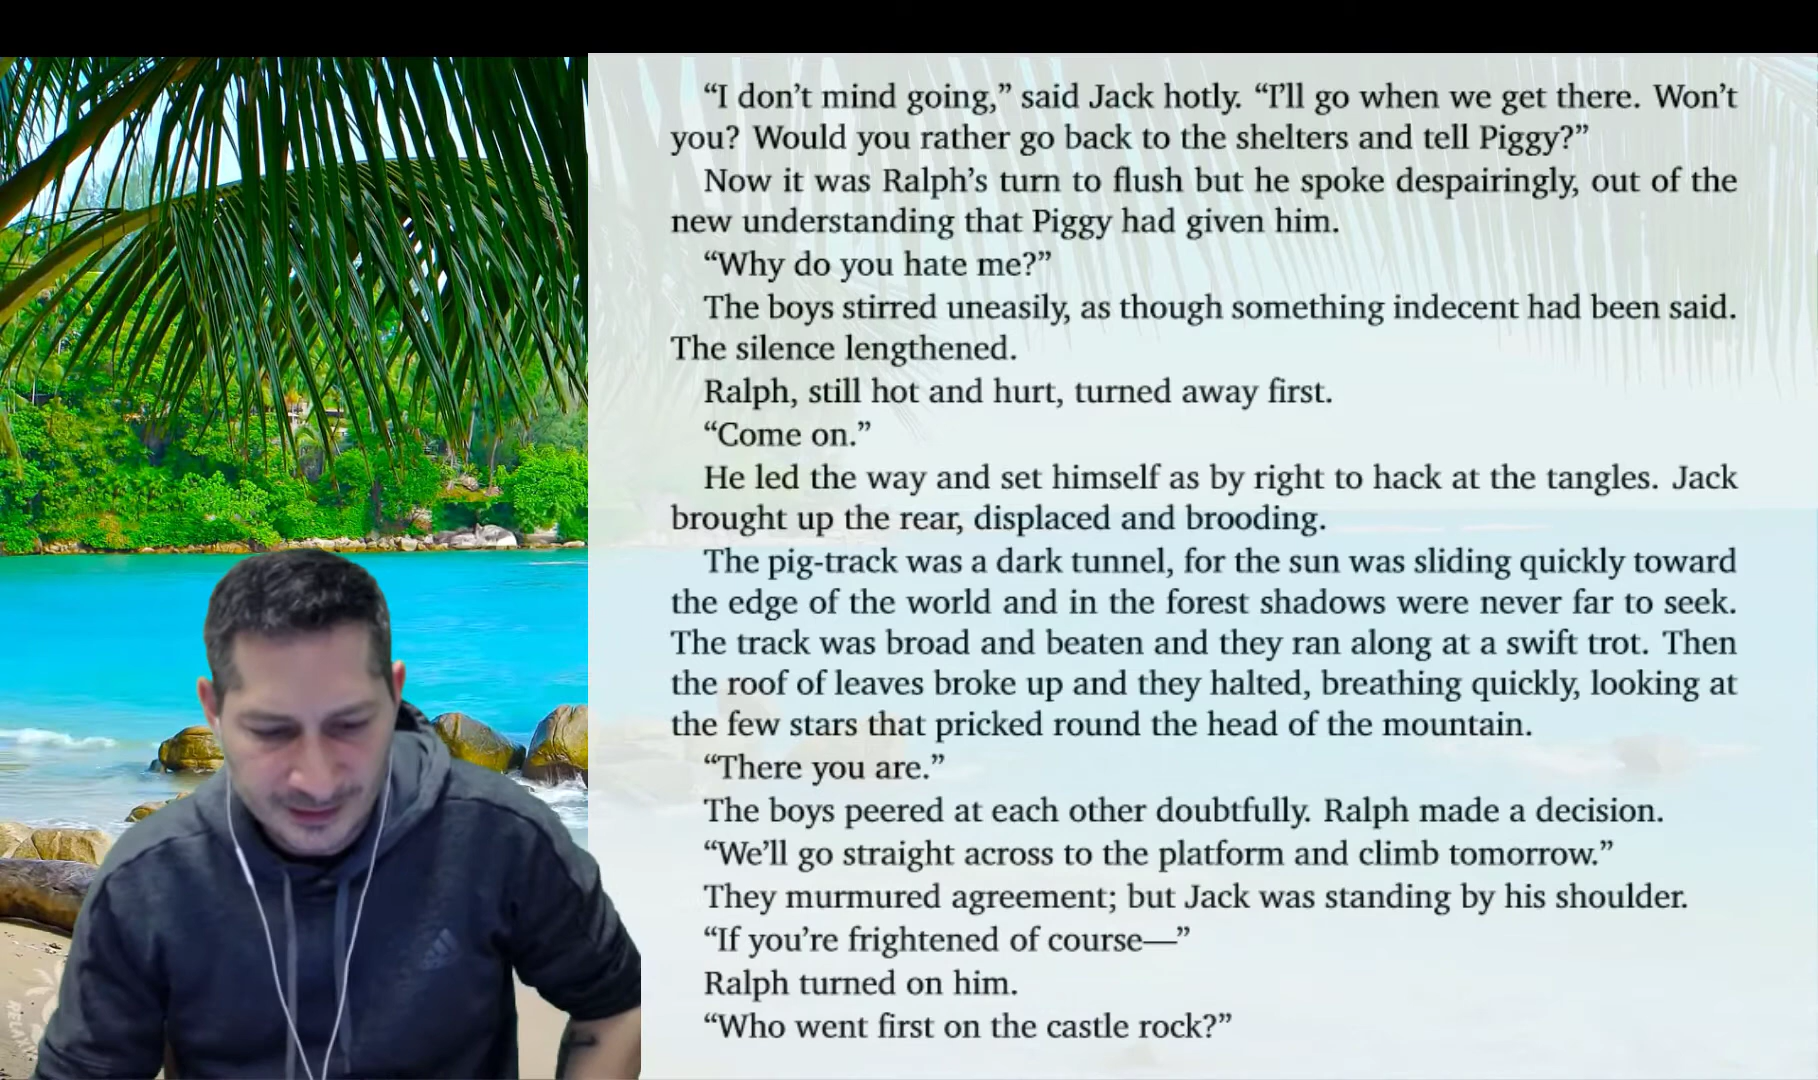 “I don’t mind going,” said Jack hotly. “I’ll go when we get there. Won’t
you? Would you rather go back to the shelters and tell Piggy?”
Now it was Ralph’s turn to flush but he spoke despairingly, out of the
new understanding that Piggy had given him.
“Why do you hate me?”
The boys stirred uneasily, as though something indecent had been said.
The silence lengthened.
Ralph, still hot and hurt, turned away first.
“Come on.”
He led the way and set himself as by right to hack at the tangles. Jack
brought up the rear, displaced and brooding.
The pig-track was a dark tunnel, for the sun was sliding quickly toward
the edge of the world and in the forest shadows were never far to seek.
The track was broad and beaten and they ran along at a swift trot. Then
the roof of leaves broke up and they halted, breathing quickly, looking at
the few stars that pricked round the head of the mountain.
“There you are.”
The boys peered at each other doubtfully. Ralph made a decision.
“We’ll go straight across to the platform and climb tomorrow.”
They murmured agreement; but Jack was standing by his shoulder.
“If you’re frightened of course—”
Ralph turned on him.
“Who went first on the castle rock?”